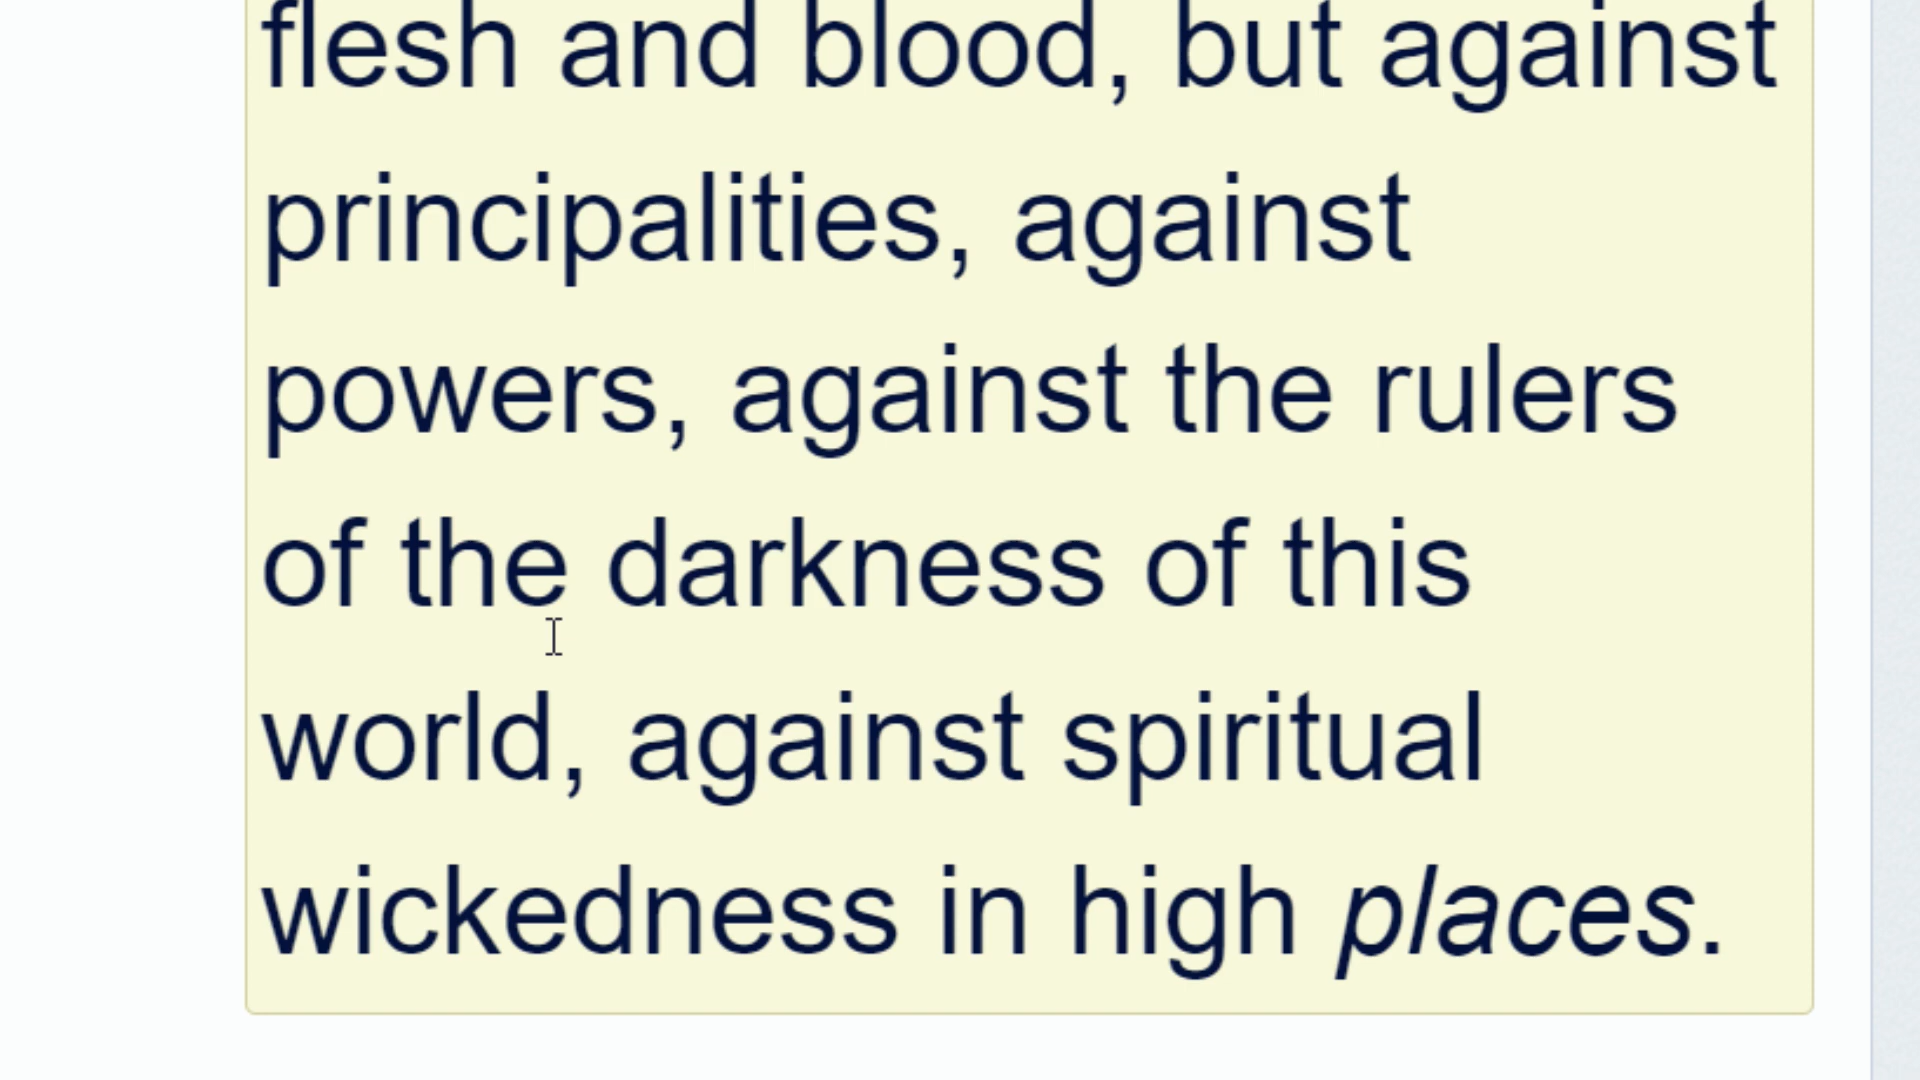 flesh and blood, but against
principalities, against
powers, against the rulers
of the darkness of this
world, against spiritual
wickedness in high places.